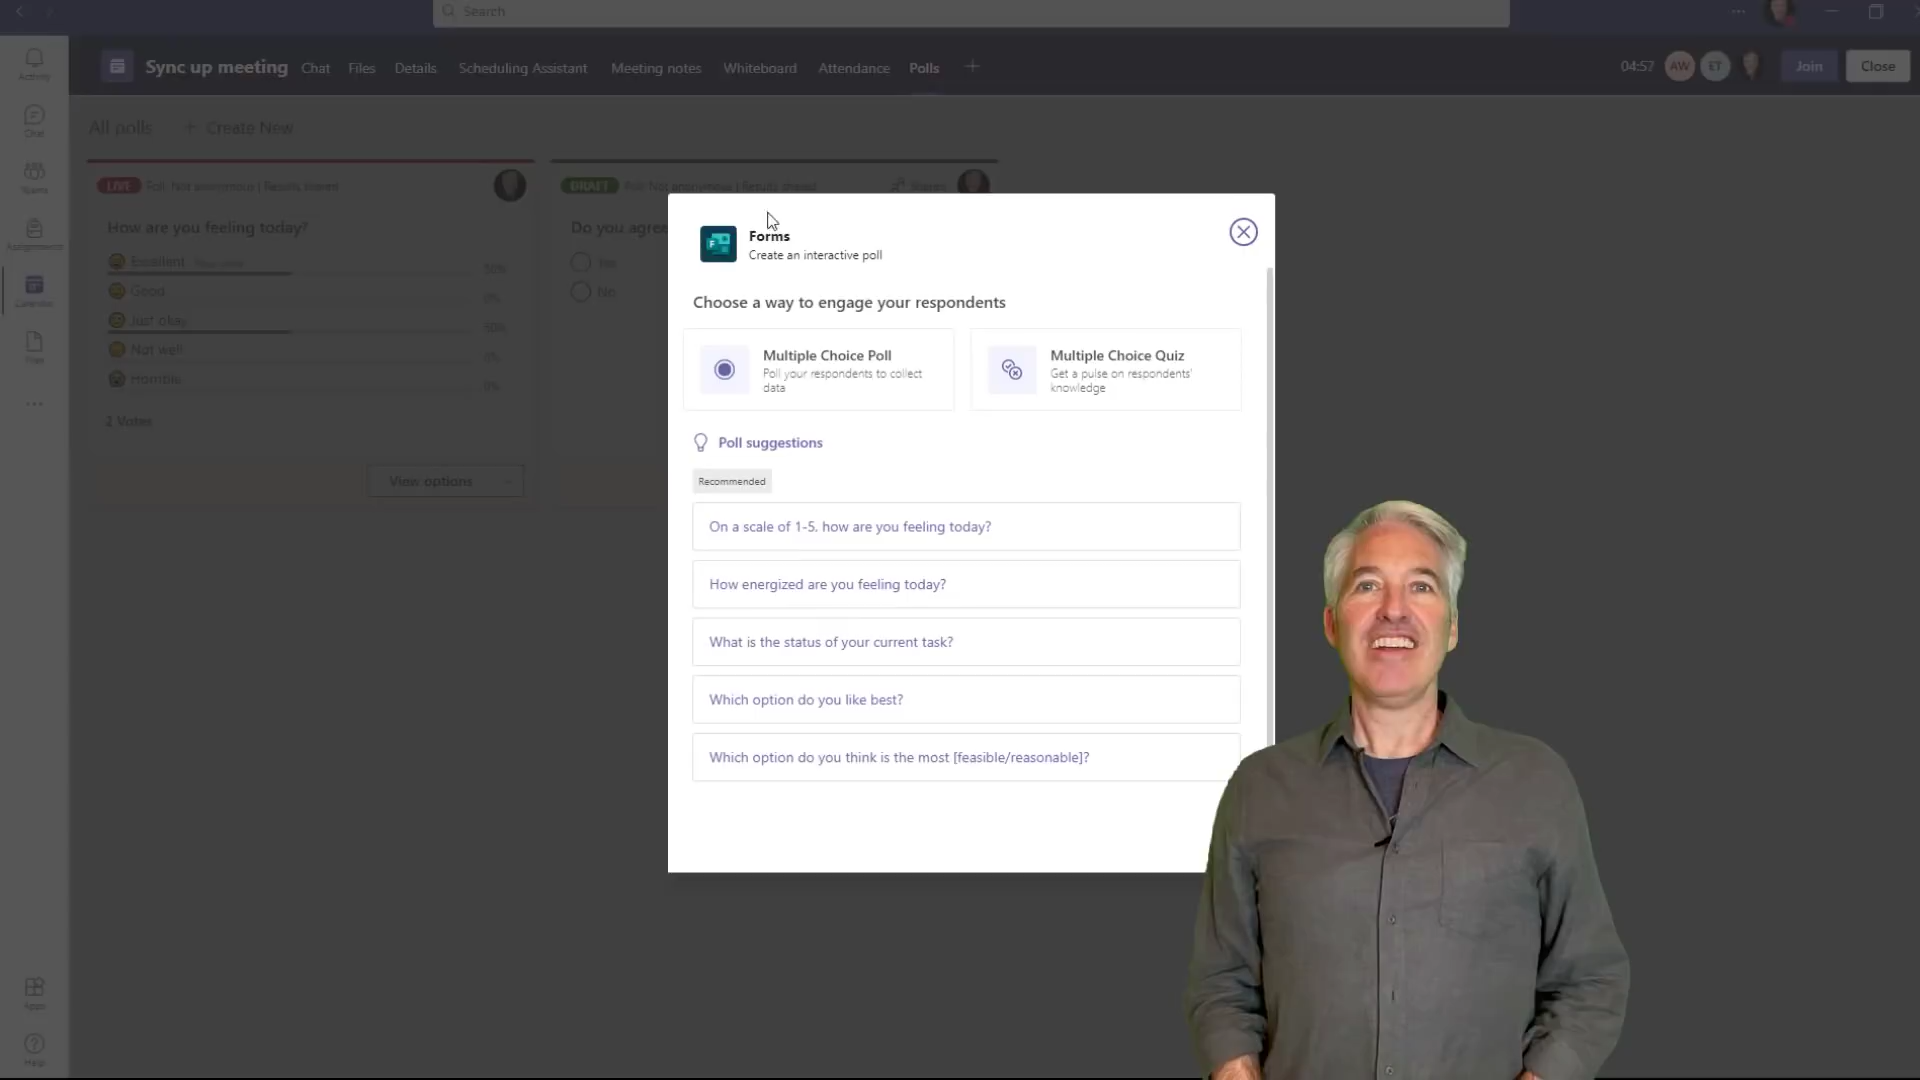 Search
Activity
Chat
Teams
Assignments
Calendar
Files
Apps
Help
Sync up meeting Chat Files Details Scheduling Assistant Meeting notes Whiteboard Attendance Polls
04:57 AW ET Join Close
All polls + Create New
LIVE Poll: Not anonymous | Results shared
How are you feeling today?
Excellent
50%
Good
0%
Just okay
50%
Not well
0%
Horrible
0%
2 Votes
View options
DRAFT Poll: Not anonymous | Results shared
Do you agree
Yes
No
Forms
Create an interactive poll
Choose a way to engage your respondents
Multiple Choice Poll
Poll your respondents to collect
data
Multiple Choice Quiz
Get a pulse on respondents'
knowledge
Poll suggestions
Recommended
On a scale of 1-5, how are you feeling today?
How energized are you feeling today?
What is the status of your current task?
Which option do you like best?
Which option do you think is the most [feasible/reasonable]?